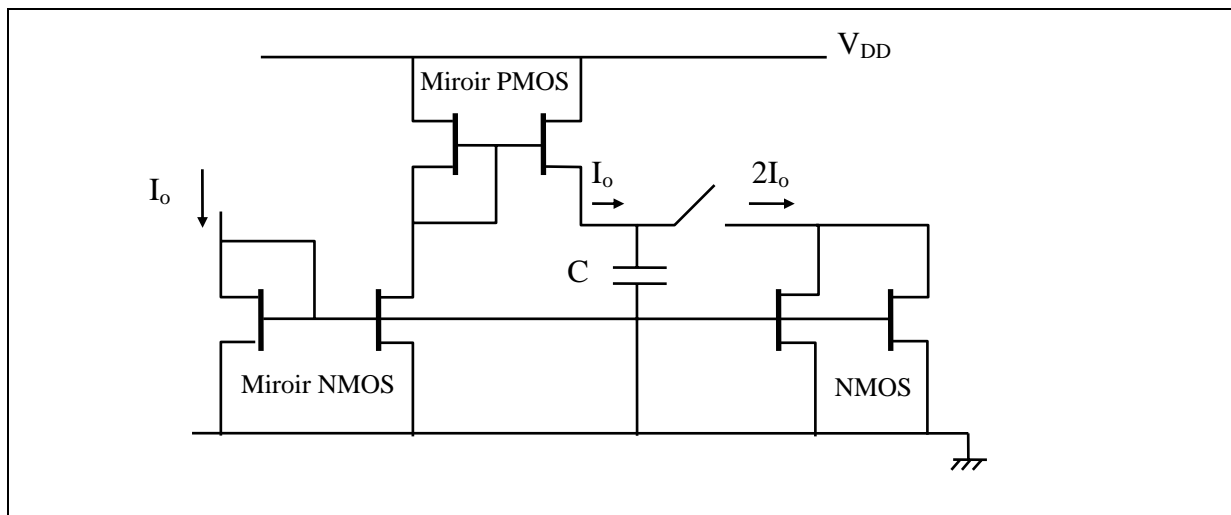 V_DD
Miroir PMOS
I_o
I_o
2I_o
C
Miroir NMOS
NMOS